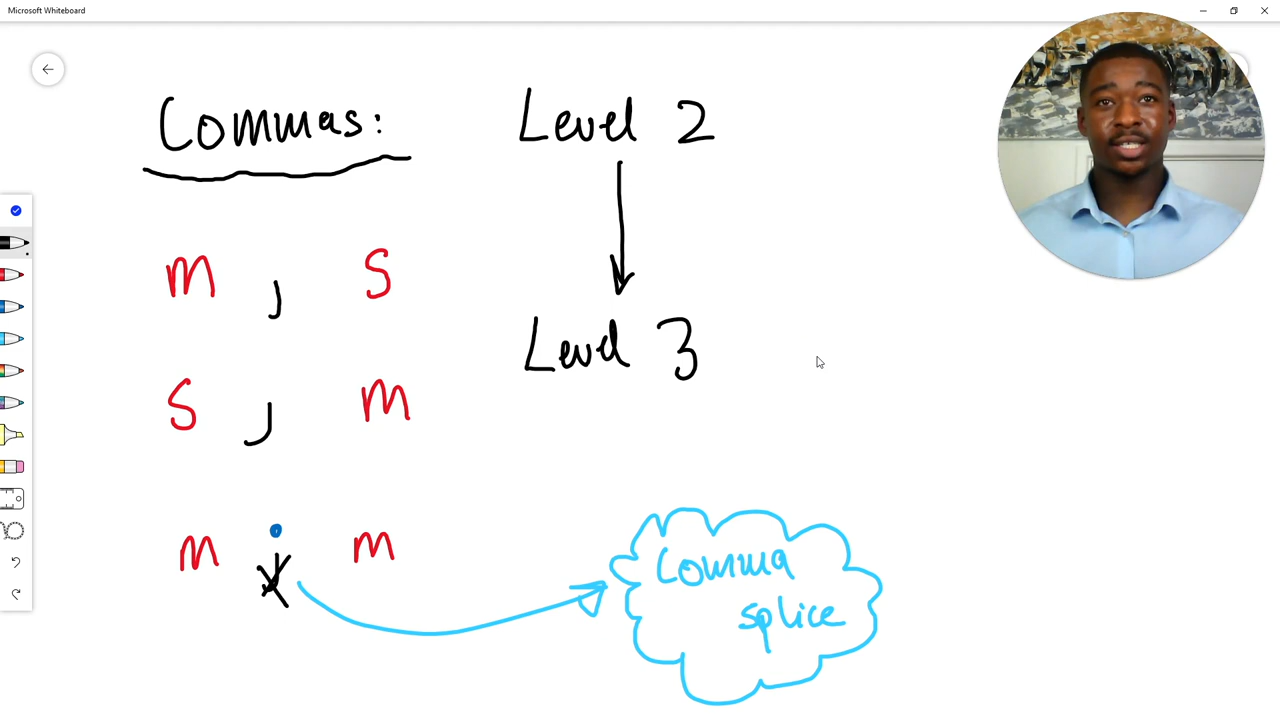 Microsoft Whiteboard
Commas:
Level 2
m , s
Level 3
s , m
m ; m
Comma
splice